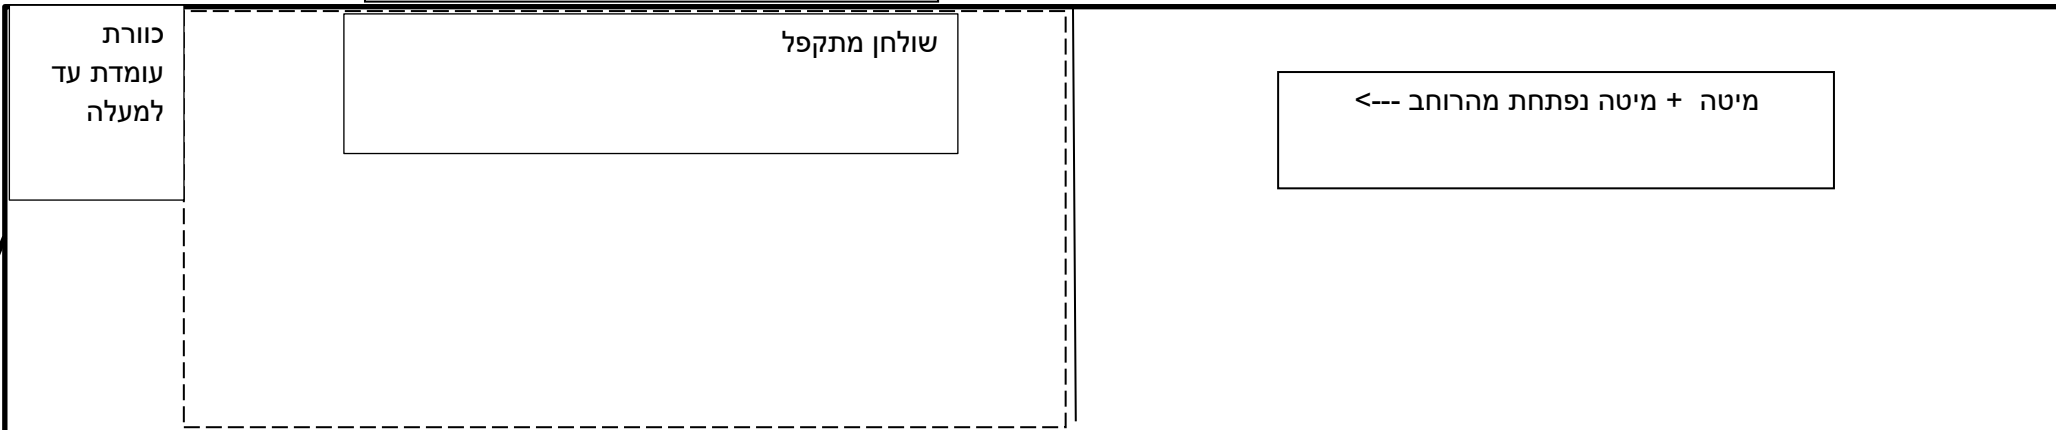 כוורת
עומדת עד
למעלה
שולחן מתקפל
מיטה  + מיטה נפתחת מהרוחב --->